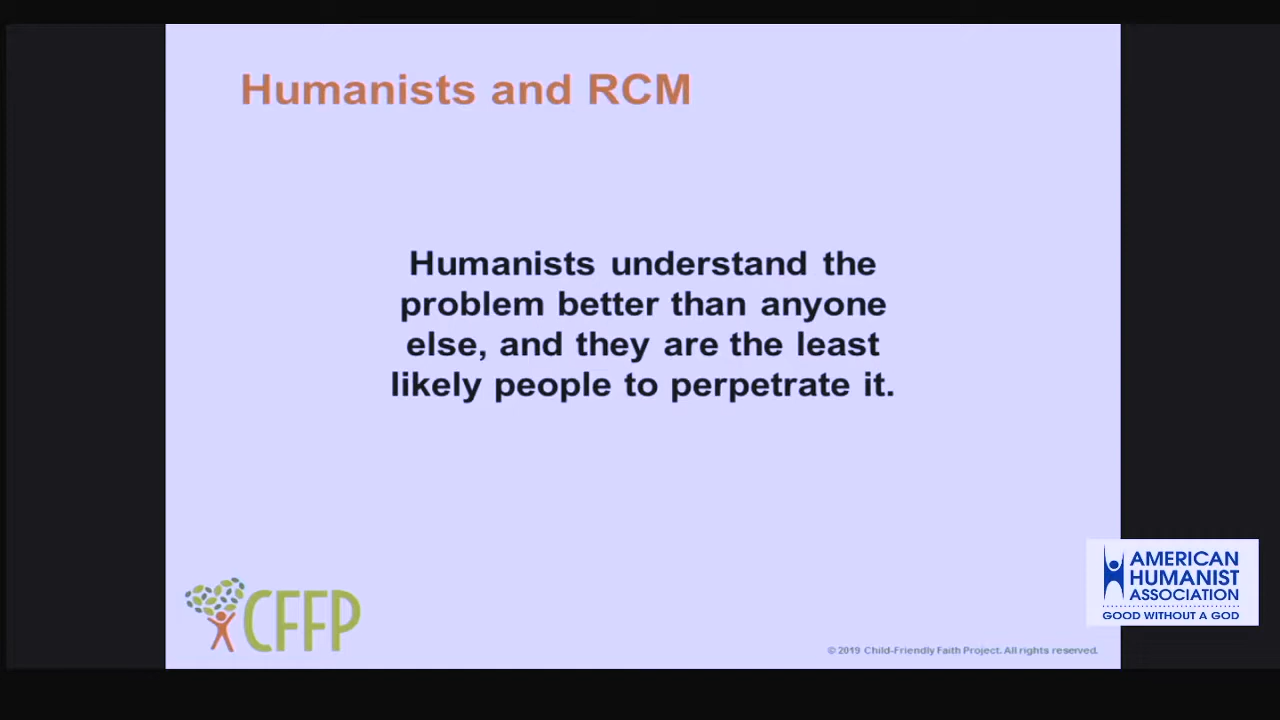 Humanists and RCM
Humanists understand the
problem better than anyone
else, and they are the least
likely people to perpetrate it.
CFFP
© 2019 Child-Friendly Faith Project. All rights reserved.
AMERICAN
HUMANIST
ASSOCIATION
GOOD WITHOUT A GOD